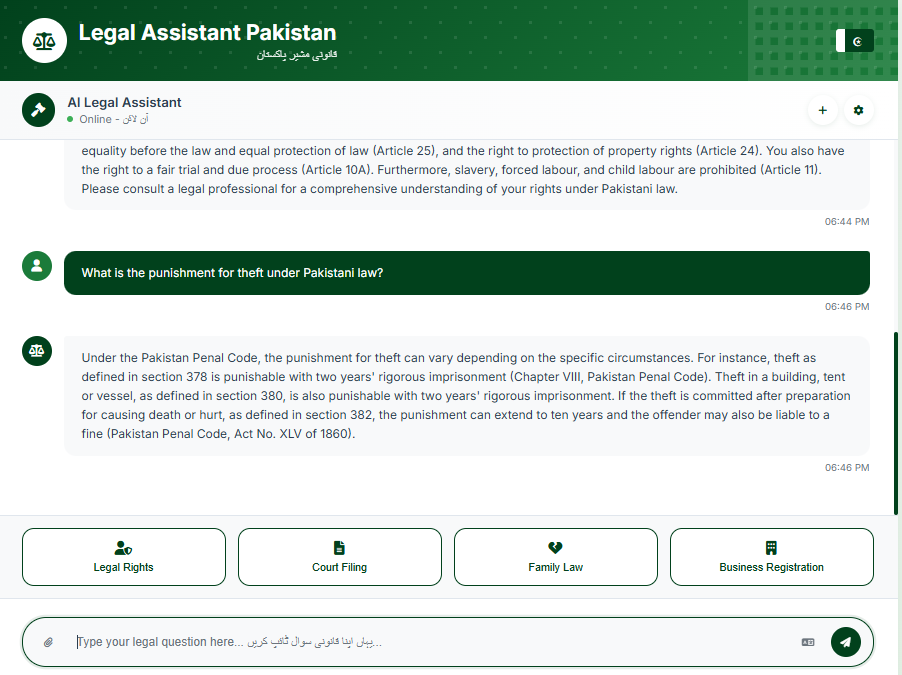 Legal Assistant Pakistan
قانونی مشیر پاکستان
AI Legal Assistant
Online - آن لائن
equality before the law and equal protection of law (Article 25), and the right to protection of property rights (Article 24). You also have
the right to a fair trial and due process (Article 10A). Furthermore, slavery, forced labour, and child labour are prohibited (Article 11).
Please consult a legal professional for a comprehensive understanding of your rights under Pakistani law.
06:44 PM
What is the punishment for theft under Pakistani law?
06:46 PM
Under the Pakistan Penal Code, the punishment for theft can vary depending on the specific circumstances. For instance, theft as
defined in section 378 is punishable with two years' rigorous imprisonment (Chapter VIII, Pakistan Penal Code). Theft in a building, tent
or vessel, as defined in section 380, is also punishable with two years' rigorous imprisonment. If the theft is committed after preparation
for causing death or hurt, as defined in section 382, the punishment can extend to ten years and the offender may also be liable to a
fine (Pakistan Penal Code, Act No. XLV of 1860).
06:46 PM
Legal Rights
Court Filing
Family Law
Business Registration
Type your legal question here... یہاں اپنا قانونی سوال ٹائپ کریں...